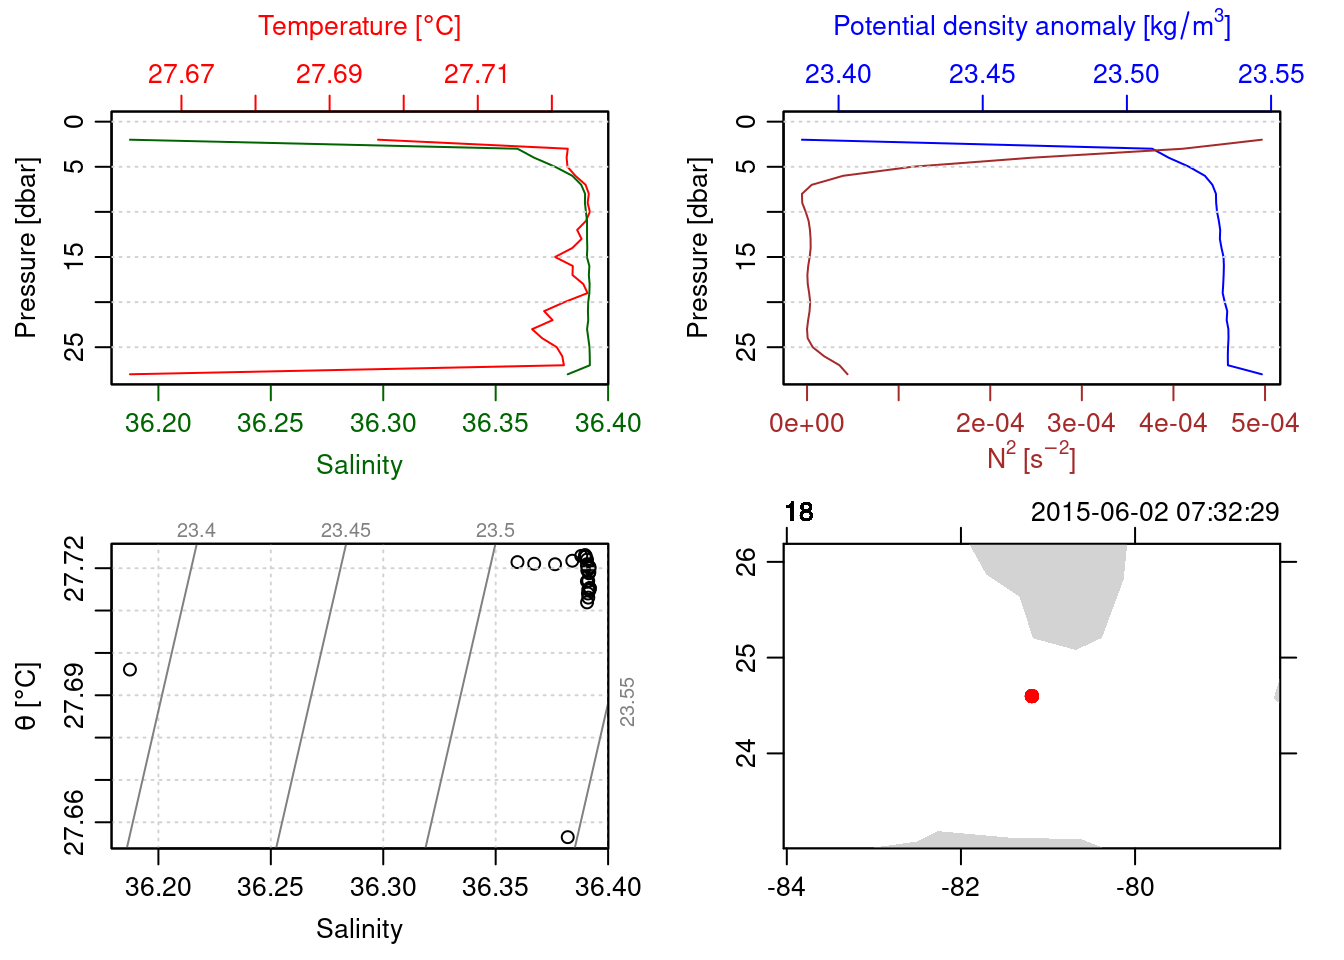 Temperature [°C]
27.67 27.69 27.71
Pressure [dbar]
0 5 15 25
36.20 36.25 36.30 36.35 36.40
Salinity
Potential density anomaly [kg/m³]
23.40 23.45 23.50 23.55
Pressure [dbar]
0 5 15 25
0e+00 2e-04 3e-04 4e-04 5e-04
N² [s⁻²]
23.4 23.45 23.5
23.55
θ [°C]
27.72 27.69 27.66
36.20 36.25 36.30 36.35 36.40
Salinity
18 2015-06-02 07:32:29
26 25 24
-84 -82 -80